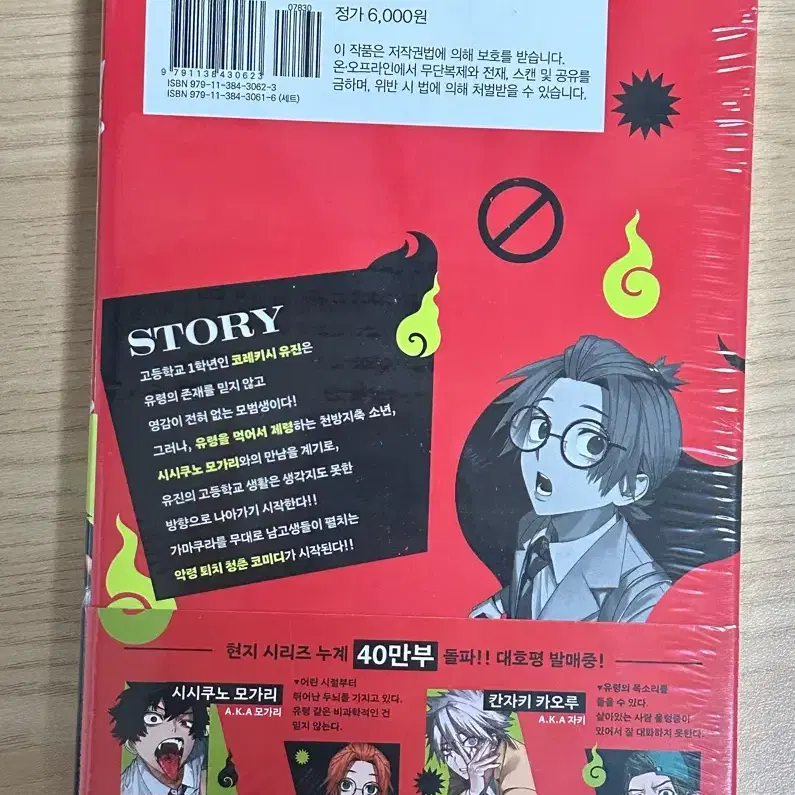 07830
정가 6,000원
이 작품은 저작권법에 의해 보호를 받습니다.
온·오프라인에서 무단복제와 전재, 스캔 및 공유를
금하며, 위반 시 법에 의해 처벌받을 수 있습니다.
9 791138 430623
ISBN 979-11-384-3062-3
ISBN 979-11-384-3061-6 (세트)
STORY
고등학교 1학년인 코레키시 유진은
유령의 존재를 믿지 않고
영감이 전혀 없는 모범생이다!
그러나, 유령을 먹어서 제령하는 천방지축 소년,
시시쿠노 모가리와의 만남을 계기로,
유진의 고등학교 생활은 생각지도 못한
방향으로 나아가기 시작한다!!
가마쿠라를 무대로 남고생들이 펼치는
악령 퇴치 청춘 코미디가 시작된다!!
현지 시리즈 누계 40만부 돌파!! 대호평 발매중!
시시쿠노 모가리
A.K.A 모가리
▼어린 시절부터
뛰어난 두뇌를 가지고 있다.
유령 같은 비과학적인 건
믿지 않는다.
칸자키 카오루
A.K.A 자키
▼유령의 목소리를
들을 수 있다.
살아있는 사람 울렁증이
있어서 잘 대화하지 못한다.